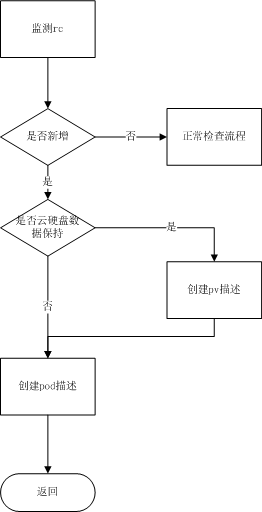 监测rc
是否新增
否
正常检查流程
是
是否云硬盘数
据保持
是
创建pv描述
否
创建pod描述
返回